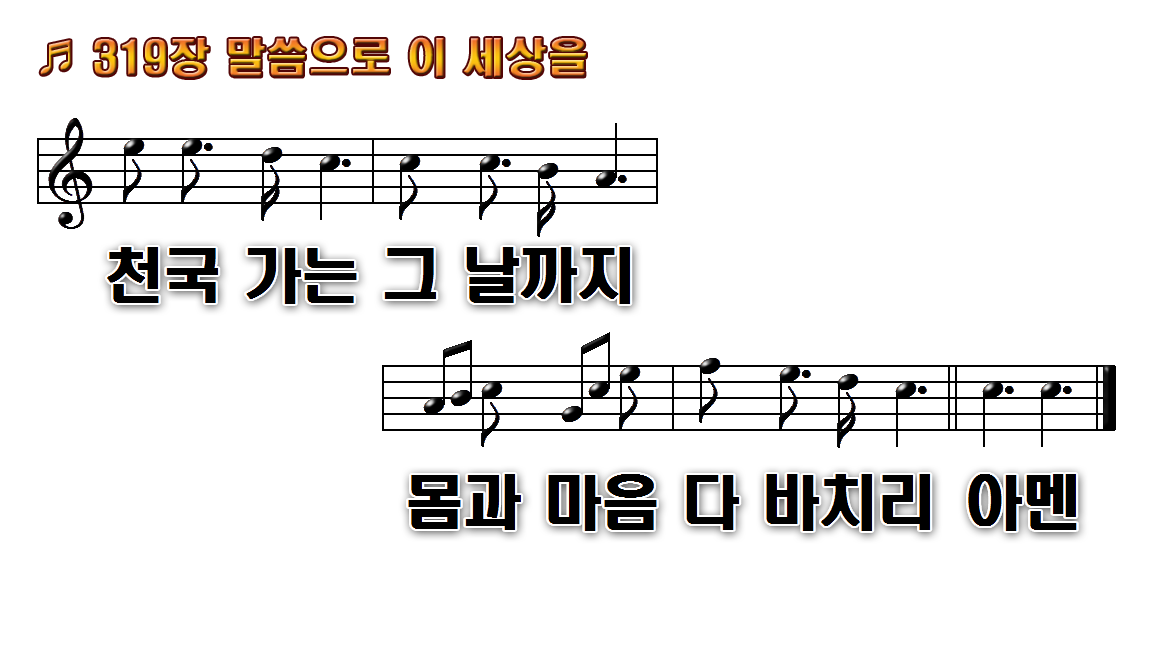 ♬ 319장 말씀으로 이 세상을
천국 가는 그 날까지
몸과 마음 다 바치리 아멘